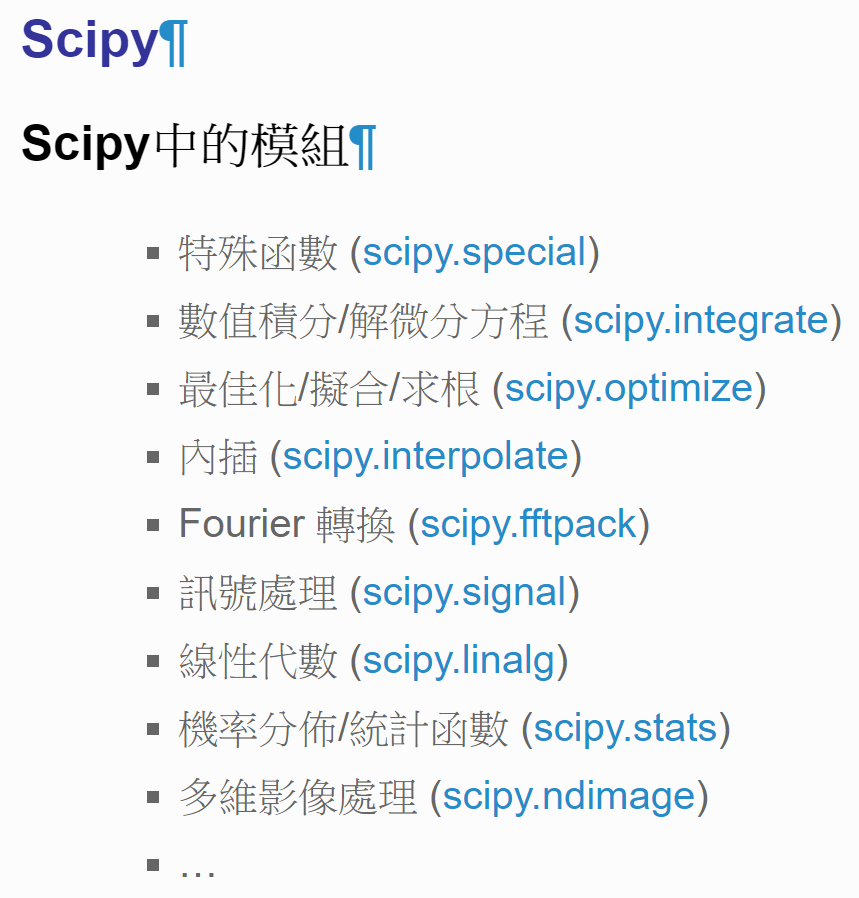 Scipy¶
Scipy中的模組¶
▪ 特殊函數 (scipy.special)
▪ 數值積分/解微分方程 (scipy.integrate)
▪ 最佳化/擬合/求根 (scipy.optimize)
▪ 內插 (scipy.interpolate)
▪ Fourier 轉換 (scipy.fftpack)
▪ 訊號處理 (scipy.signal)
▪ 線性代數 (scipy.linalg)
▪ 機率分佈/統計函數 (scipy.stats)
▪ 多維影像處理 (scipy.ndimage)
▪ …